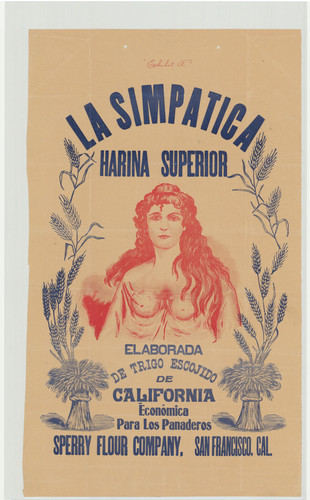 "Exhibit A"
LA SIMPATICA
HARINA SUPERIOR
ELABORADA
DE TRIGO ESCOJIDO
DE
CALIFORNIA
Económica
Para Los Panaderos
SPERRY FLOUR COMPANY, SAN FRANCISCO. CAL.